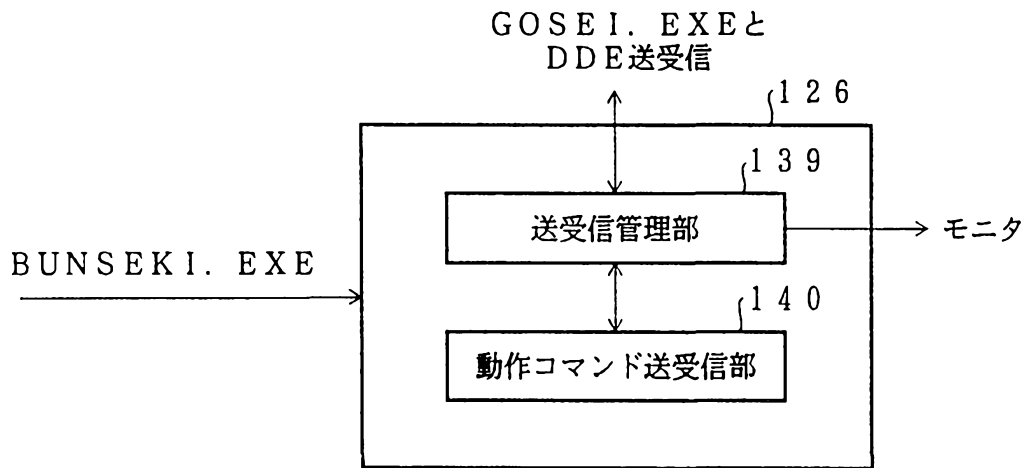 GOSEI. EXEと
DDE送受信
126
139
送受信管理部
モニタ
BUNSEKI. EXE
140
動作コマンド送受信部